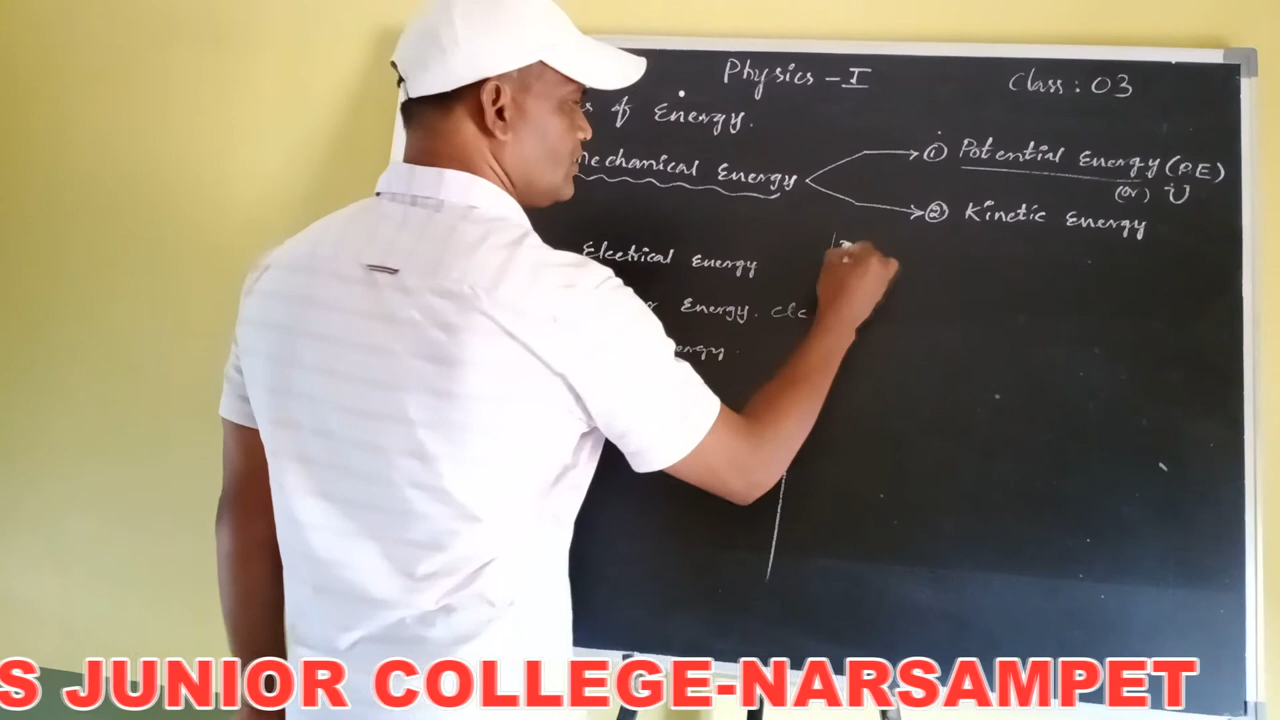 Physics - I
Class: 03
of Energy.
mechanical Energy
① Potential Energy (P.E)
(or) U
② Kinetic Energy
Electrical Energy
Energy. etc
S JUNIOR COLLEGE-NARSAMPET